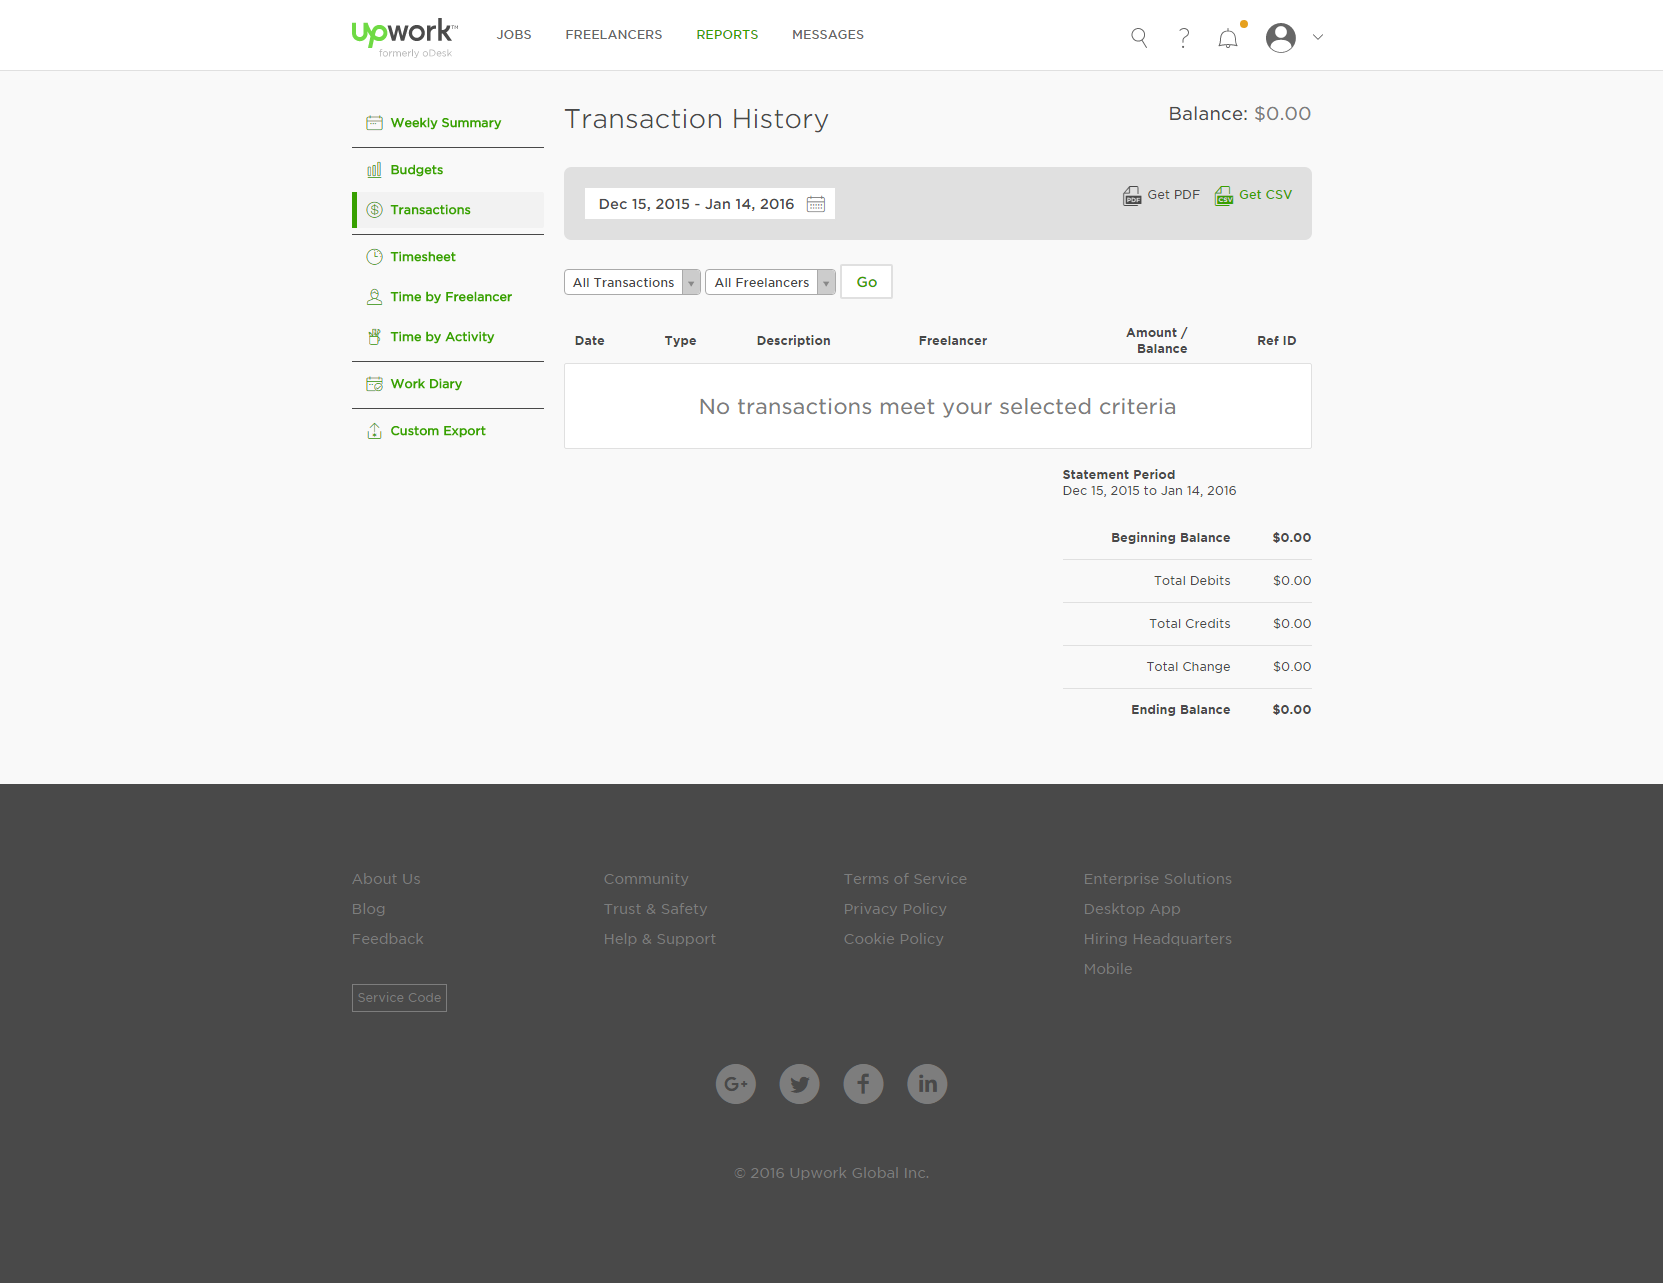 Upwork™
formerly oDesk
JOBS FREELANCERS REPORTS MESSAGES
Weekly Summary
Budgets
Transactions
Timesheet
Time by Freelancer
Time by Activity
Work Diary
Custom Export
Transaction History
Balance: $0.00
Dec 15, 2015 - Jan 14, 2016
PDF Get PDF CSV Get CSV
All Transactions All Freelancers Go
Date Type Description Freelancer Amount / Balance Ref ID
No transactions meet your selected criteria
Statement Period
Dec 15, 2015 to Jan 14, 2016
Beginning Balance $0.00
Total Debits $0.00
Total Credits $0.00
Total Change $0.00
Ending Balance $0.00
About Us
Blog
Feedback
Service Code
Community
Trust & Safety
Help & Support
Terms of Service
Privacy Policy
Cookie Policy
Enterprise Solutions
Desktop App
Hiring Headquarters
Mobile
G+ f in
© 2016 Upwork Global Inc.